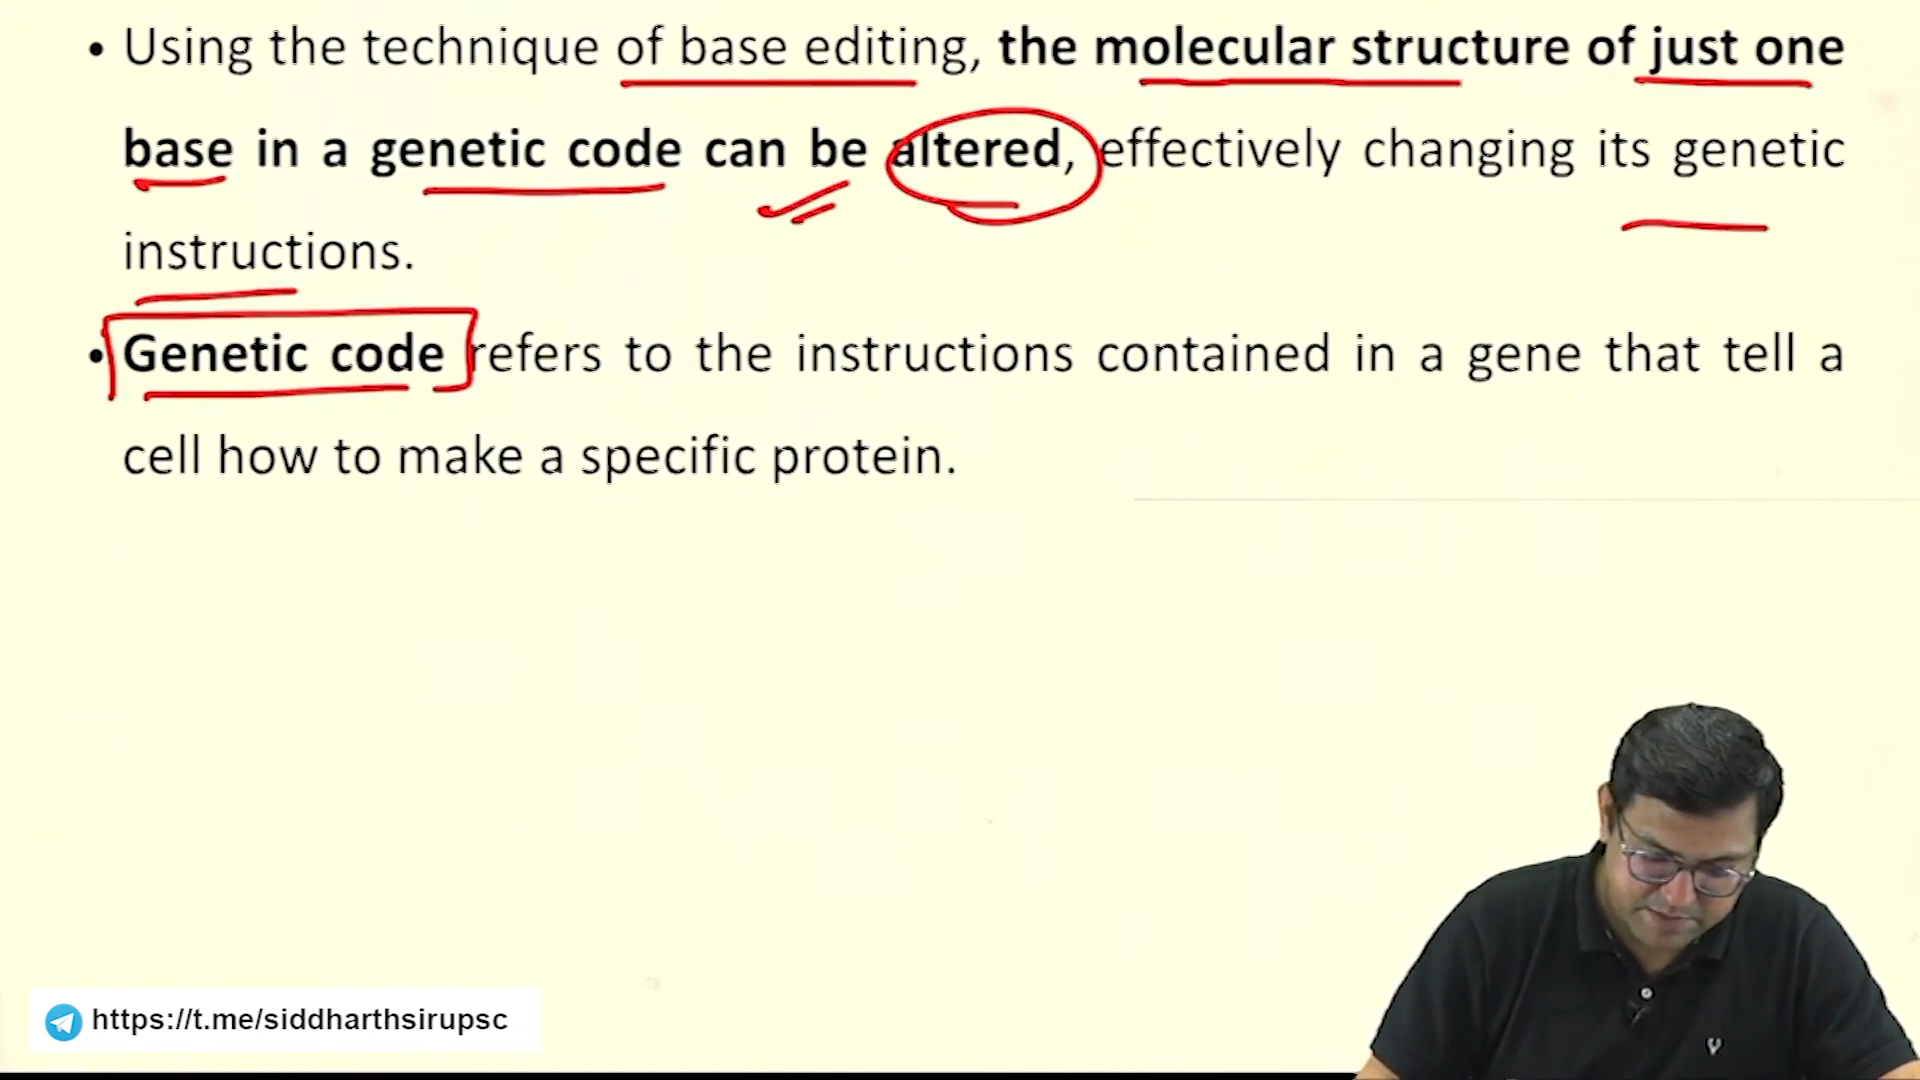 • Using the technique of base editing, the molecular structure of just one
base in a genetic code can be altered, effectively changing its genetic
instructions.
• Genetic code refers to the instructions contained in a gene that tell a
cell how to make a specific protein.
https://t.me/siddharthsirupsc